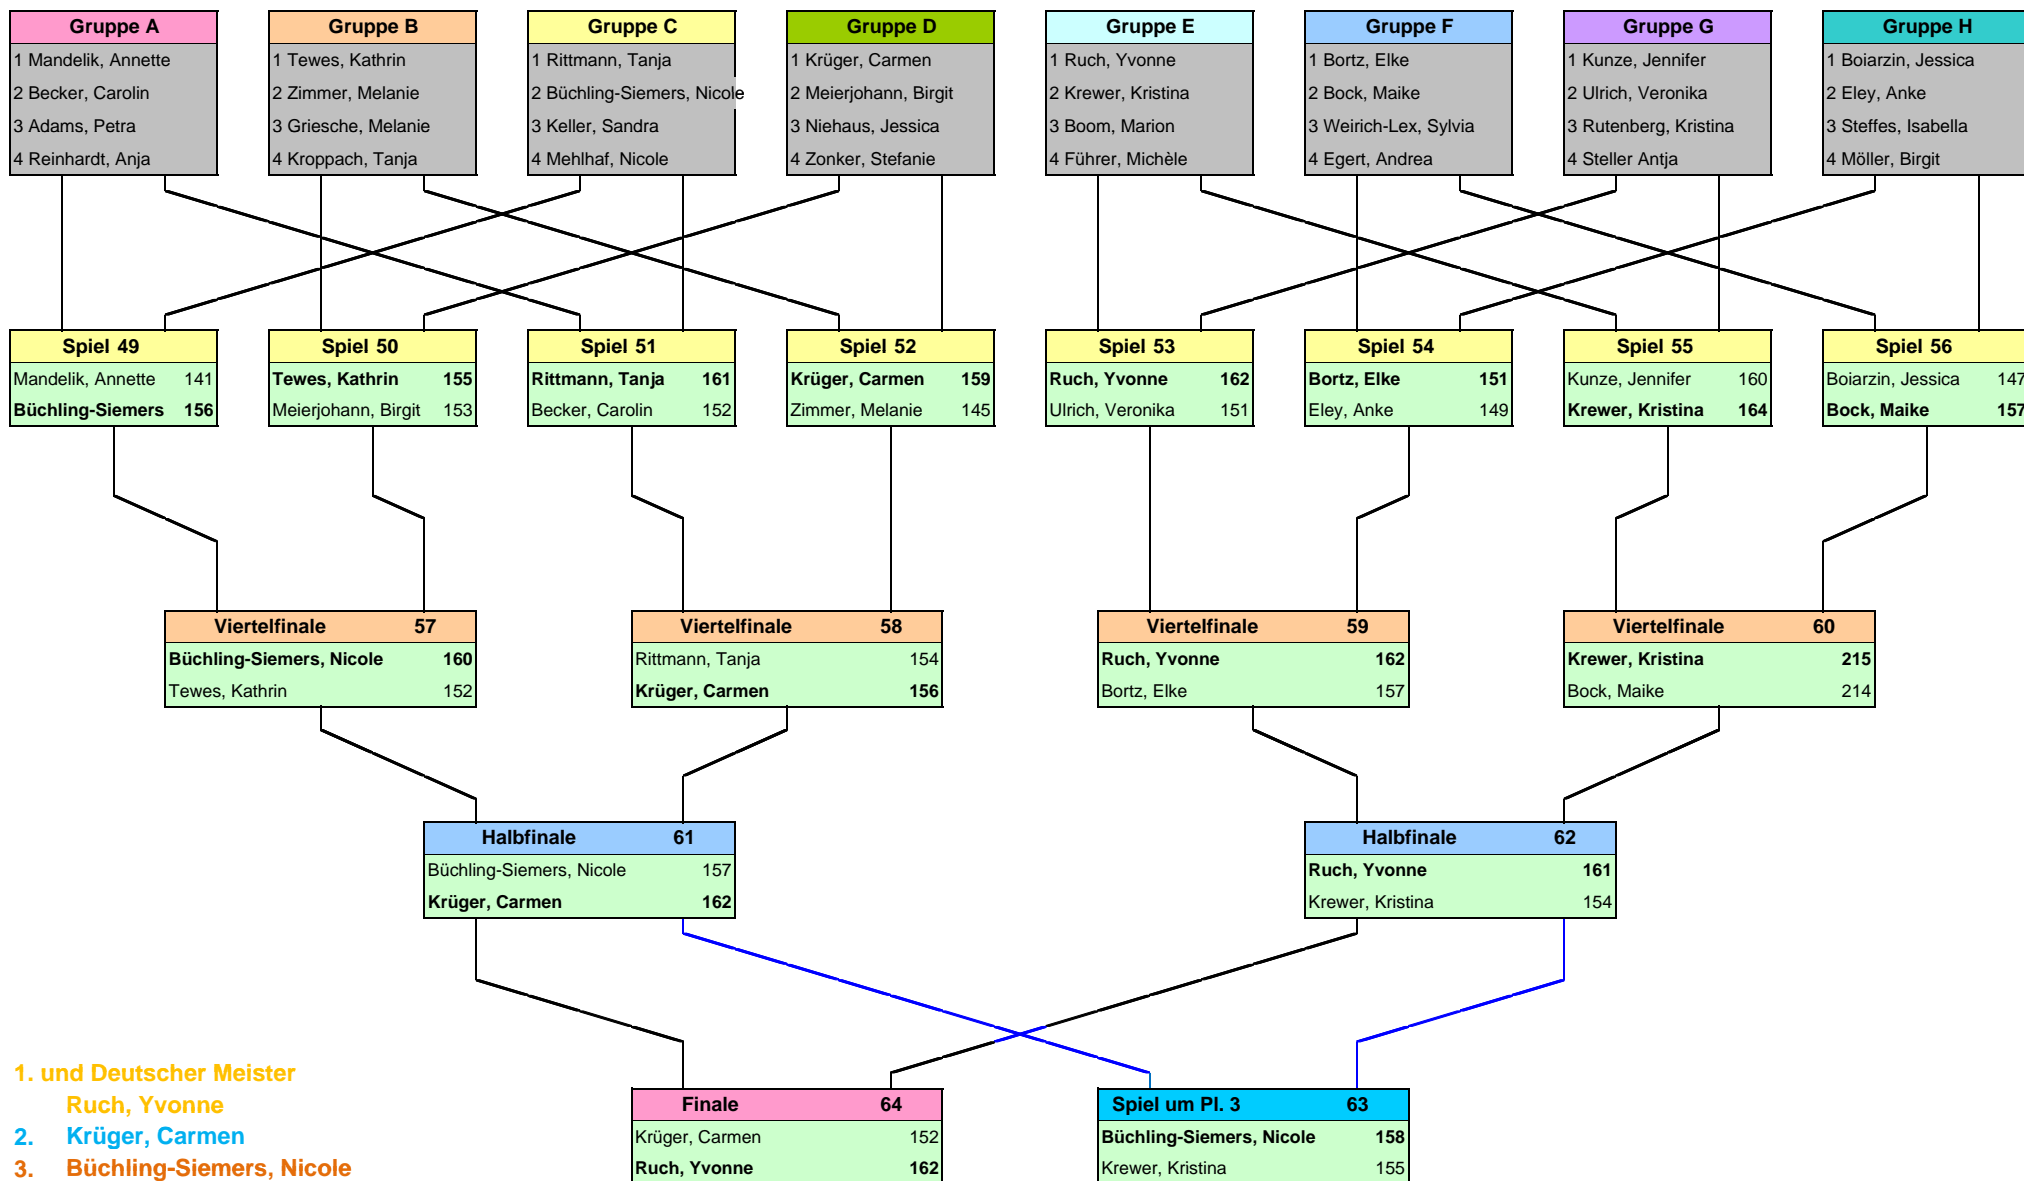 Gruppe A
1 Mandelik, Annette
2 Becker, Carolin
3 Adams, Petra
4 Reinhardt, Anja
Gruppe B
1 Tewes, Kathrin
2 Zimmer, Melanie
3 Griesche, Melanie
4 Kroppach, Tanja
Gruppe C
1 Rittmann, Tanja
2 Büchling-Siemers, Nicole
3 Keller, Sandra
4 Mehlhaf, Nicole
Gruppe D
1 Krüger, Carmen
2 Meierjohann, Birgit
3 Niehaus, Jessica
4 Zonker, Stefanie
Gruppe E
1 Ruch, Yvonne
2 Krewer, Kristina
3 Boom, Marion
4 Führer, Michèle
Gruppe F
1 Bortz, Elke
2 Bock, Maike
3 Weirich-Lex, Sylvia
4 Egert, Andrea
Gruppe G
1 Kunze, Jennifer
2 Ulrich, Veronika
3 Rutenberg, Kristina
4 Steller Antja
Gruppe H
1 Boiarzin, Jessica
2 Eley, Anke
3 Steffes, Isabella
4 Möller, Birgit
Spiel 49
Mandelik, Annette 141
Büchling-Siemers 156
Spiel 50
Tewes, Kathrin 155
Meierjohann, Birgit 153
Spiel 51
Rittmann, Tanja 161
Becker, Carolin 152
Spiel 52
Krüger, Carmen 159
Zimmer, Melanie 145
Spiel 53
Ruch, Yvonne 162
Ulrich, Veronika 151
Spiel 54
Bortz, Elke 151
Eley, Anke 149
Spiel 55
Kunze, Jennifer 160
Krewer, Kristina 164
Spiel 56
Boiarzin, Jessica 147
Bock, Maike 157
Viertelfinale 57
Büchling-Siemers, Nicole 160
Tewes, Kathrin 152
Viertelfinale 58
Rittmann, Tanja 154
Krüger, Carmen 156
Viertelfinale 59
Ruch, Yvonne 162
Bortz, Elke 157
Viertelfinale 60
Krewer, Kristina 215
Bock, Maike 214
Halbfinale 61
Büchling-Siemers, Nicole 157
Krüger, Carmen 162
Halbfinale 62
Ruch, Yvonne 161
Krewer, Kristina 154
1. und Deutscher Meister
Ruch, Yvonne
2. Krüger, Carmen
3. Büchling-Siemers, Nicole
Finale 64
Krüger, Carmen 152
Ruch, Yvonne 162
Spiel um Pl. 3 63
Büchling-Siemers, Nicole 158
Krewer, Kristina 155